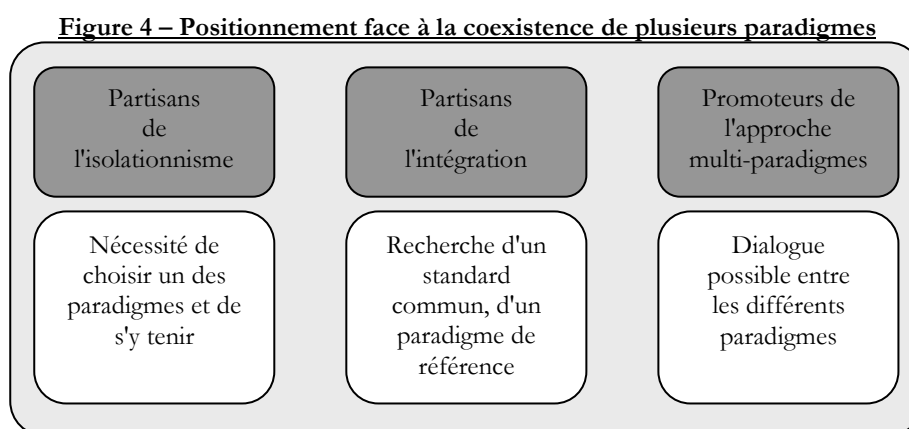 Figure 4 – Positionnement face à la coexistence de plusieurs paradigmes
Partisans
de
l'isolationnisme
Partisans
de
l'intégration
Promoteurs de
l'approche
multi-paradigmes
Nécessité de
choisir un des
paradigmes et de
s'y tenir
Recherche d'un
standard
commun, d'un
paradigme de
référence
Dialogue
possible entre
les différents
paradigmes